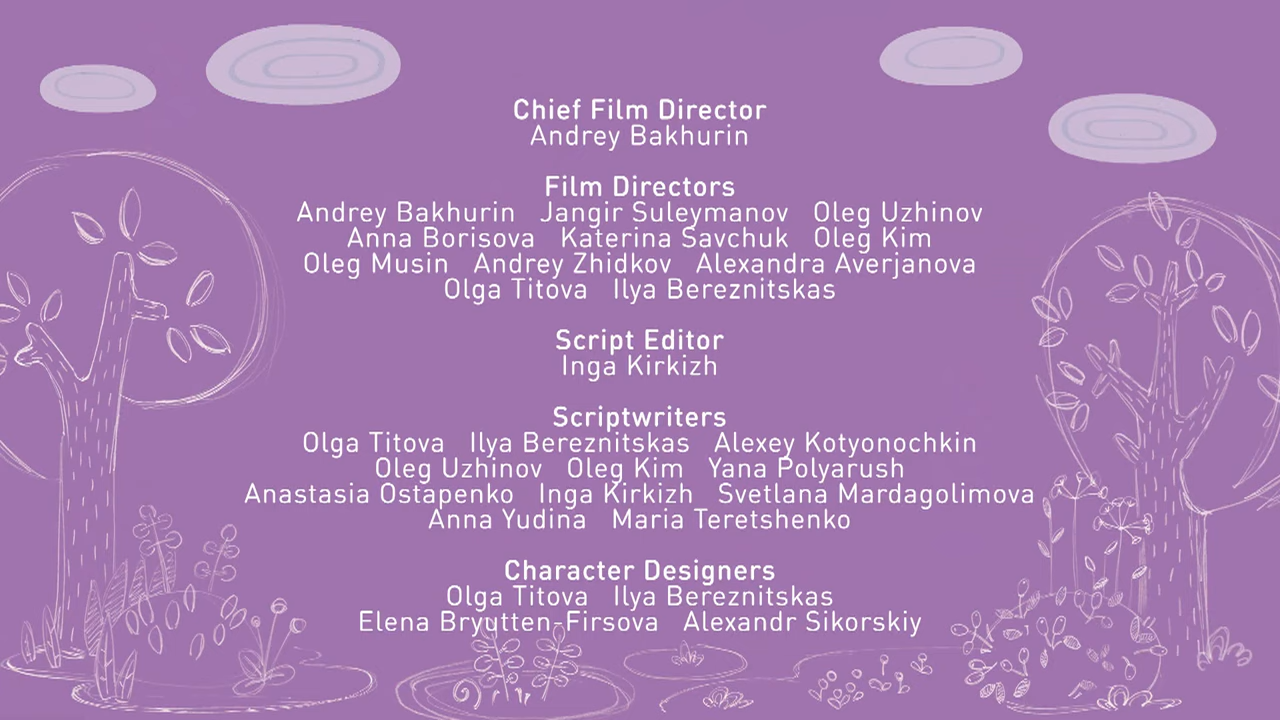 Chief Film Director
Andrey Bakhurin
Film Directors
Andrey Bakhurin Jangir Suleymanov Oleg Uzhinov
Anna Borisova Katerina Savchuk Oleg Kim
Oleg Musin Andrey Zhidkov Alexandra Averjanova
Olga Titova Ilya Bereznitskas
Script Editor
Inga Kirkizh
Scriptwriters
Olga Titova Ilya Bereznitskas Alexey Kotyonochkin
Oleg Uzhinov Oleg Kim Yana Polyarush
Anastasia Ostapenko Inga Kirkizh Svetlana Mardagolimova
Anna Yudina Maria Teretshenko
Character Designers
Olga Titova Ilya Bereznitskas
Elena Bryutten-Firsova Alexandr Sikorskiy